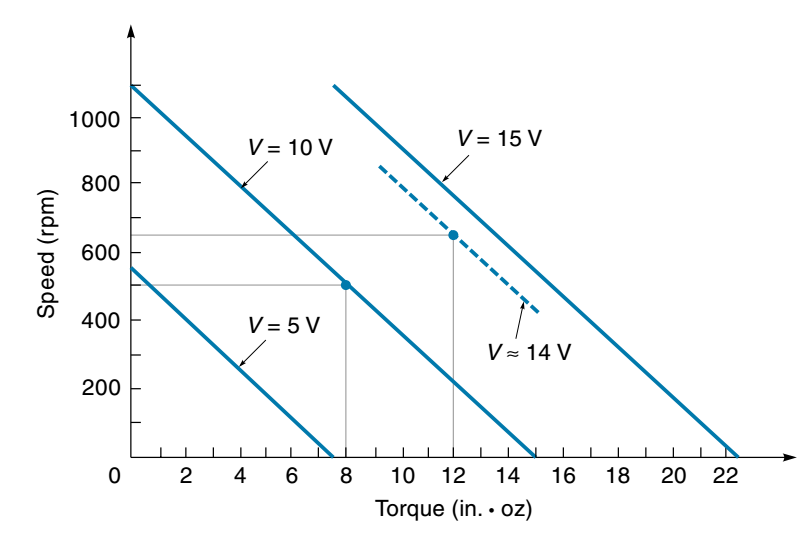 1000
V = 10 V
V = 15 V
800
Speed (rpm)
600
400
V = 5 V
V ≈ 14 V
200
0 2 4 6 8 10 12 14 16 18 20 22
Torque (in. • oz)